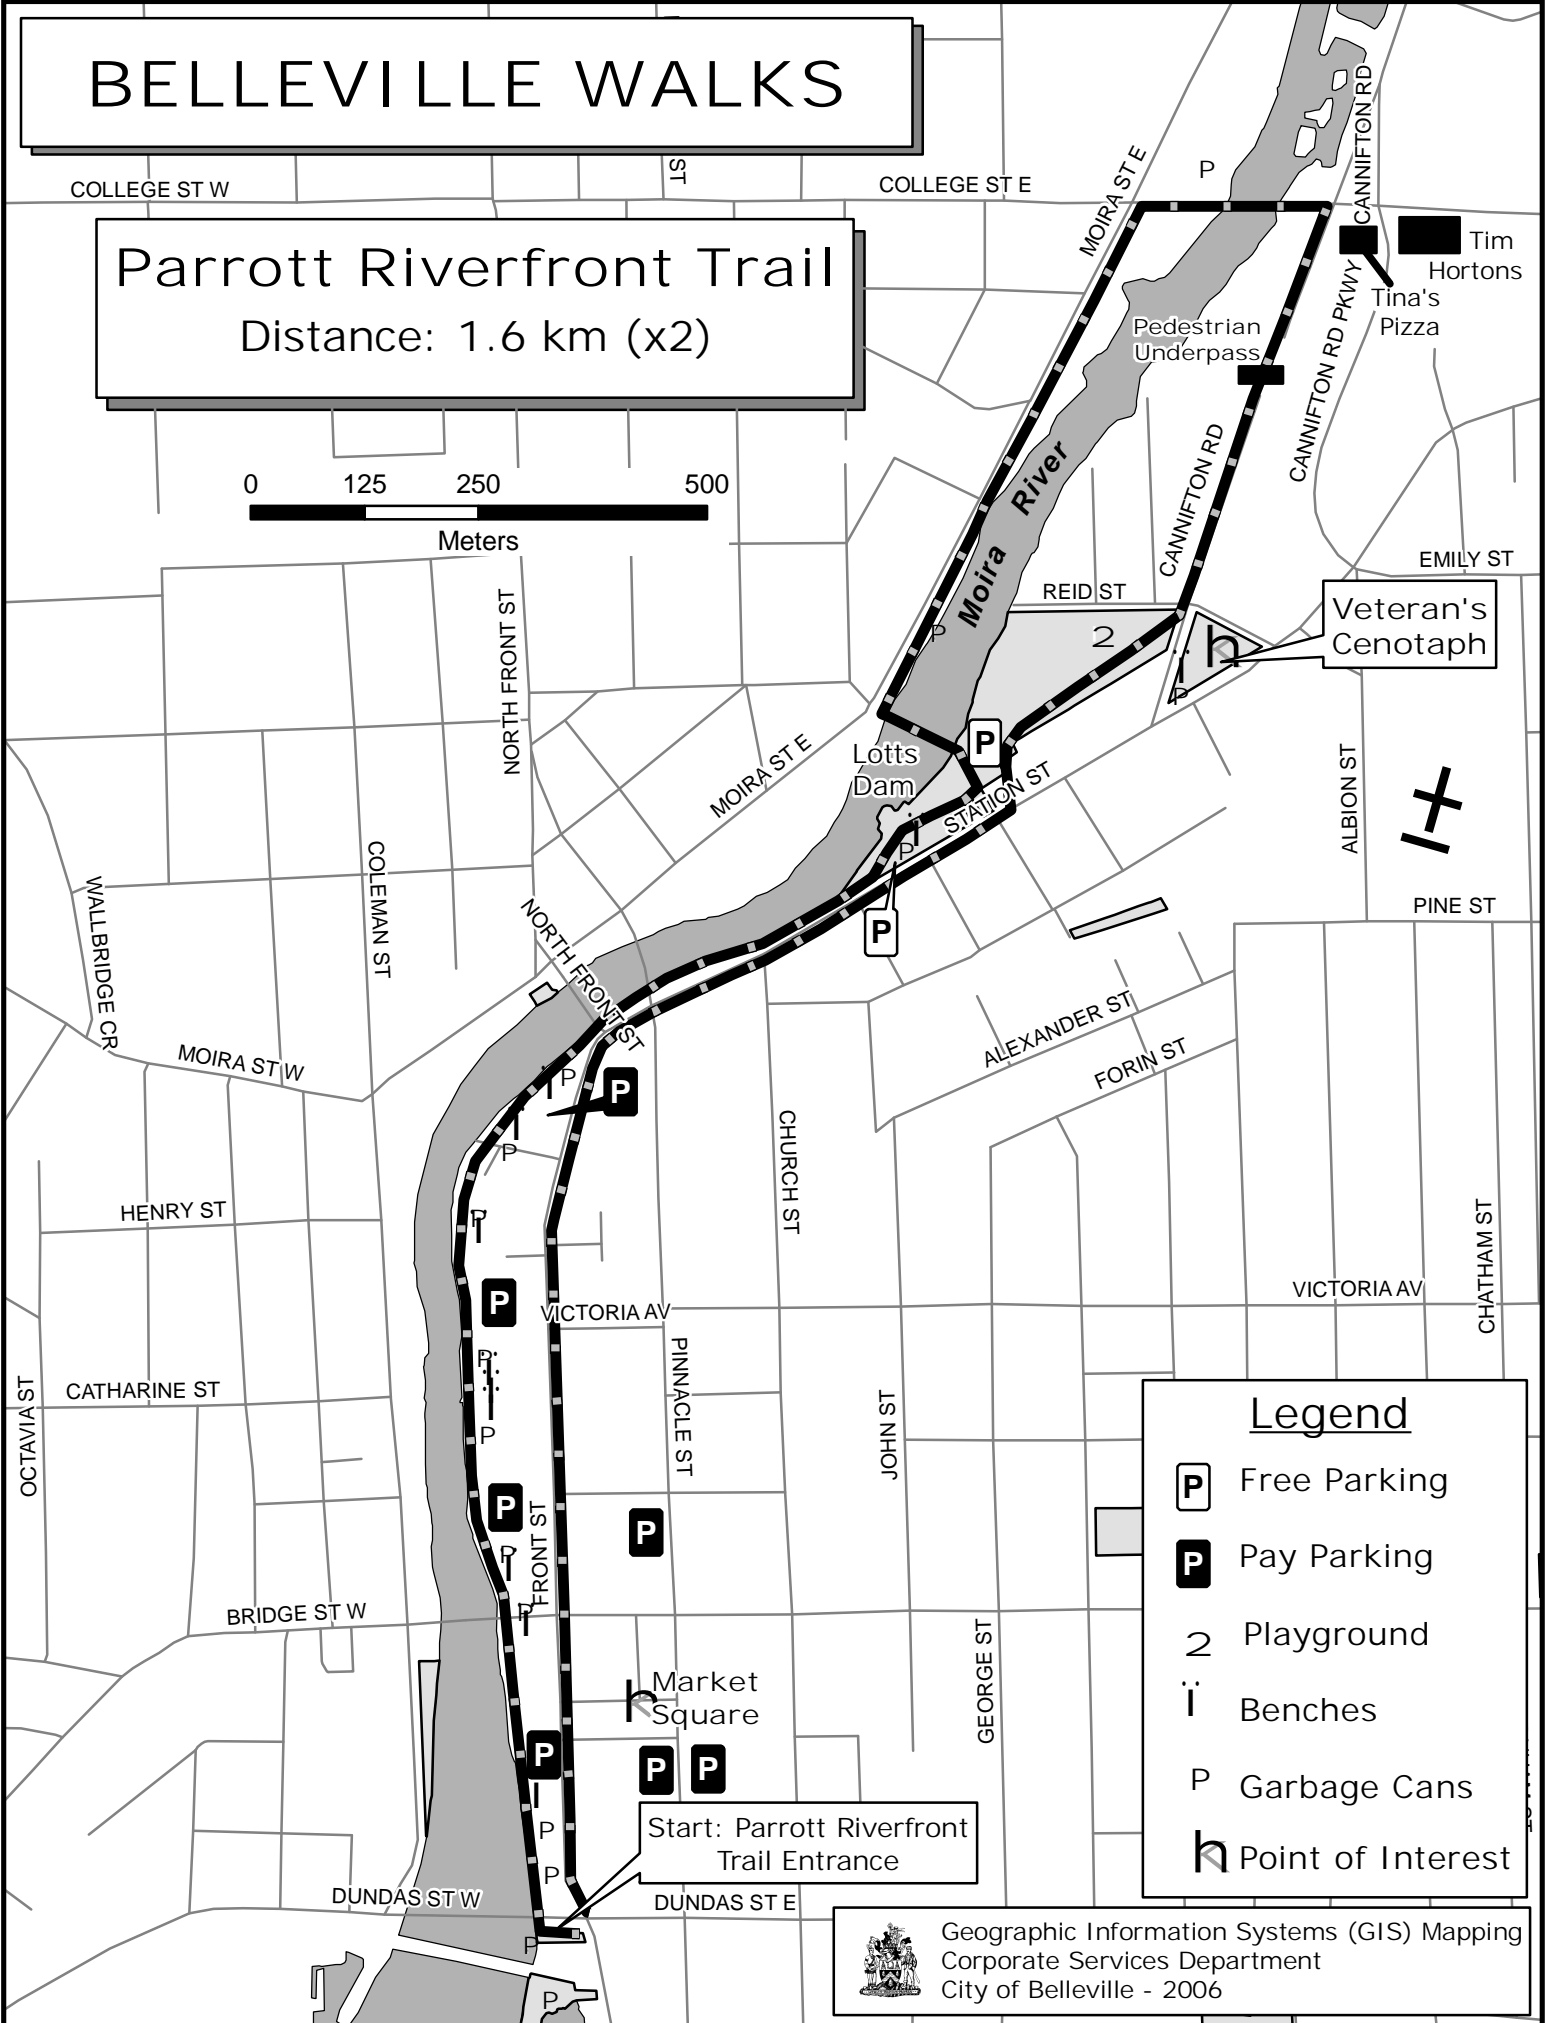 BELLEVILLE WALKS
ST
COLLEGE ST W
COLLEGE ST E
MOIRA ST E
P
CANNIFTON RD
Parrott Riverfront Trail
Distance: 1.6 km (x2)
Tim
Hortons
Tina's
Pizza
Pedestrian
Underpass
CANNIFTON RD PKWY
CANNIFTON RD
0 125 250 500
Meters
Moira River
EMILY ST
REID ST
Veteran's
Cenotaph
2
h
ï
P
P
NORTH FRONT ST
P
Lotts
Dam
STATION ST
MOIRA ST E
ALBION ST
ï
P
P
COLEMAN ST
WALLBRIDGE CR
NORTH FRONT ST
PINE ST
MOIRA ST W
ALEXANDER ST
FORIN ST
P
P
P
CHURCH ST
HENRY ST
P
CHATHAM ST
P
VICTORIA AV
VICTORIA AV
PINNACLE ST
P
CATHARINE ST
OCTAVIA ST
P
JOHN ST
P
P
FRONT ST
P
P
BRIDGE ST W
GEORGE ST
h
Market
Square
P
P
P
P
P
Start: Parrott Riverfront
Trail Entrance
DUNDAS ST W
DUNDAS ST E
P
P
Legend
P Free Parking
P Pay Parking
2 Playground
ï Benches
P Garbage Cans
h Point of Interest
Geographic Information Systems (GIS) Mapping
Corporate Services Department
City of Belleville - 2006